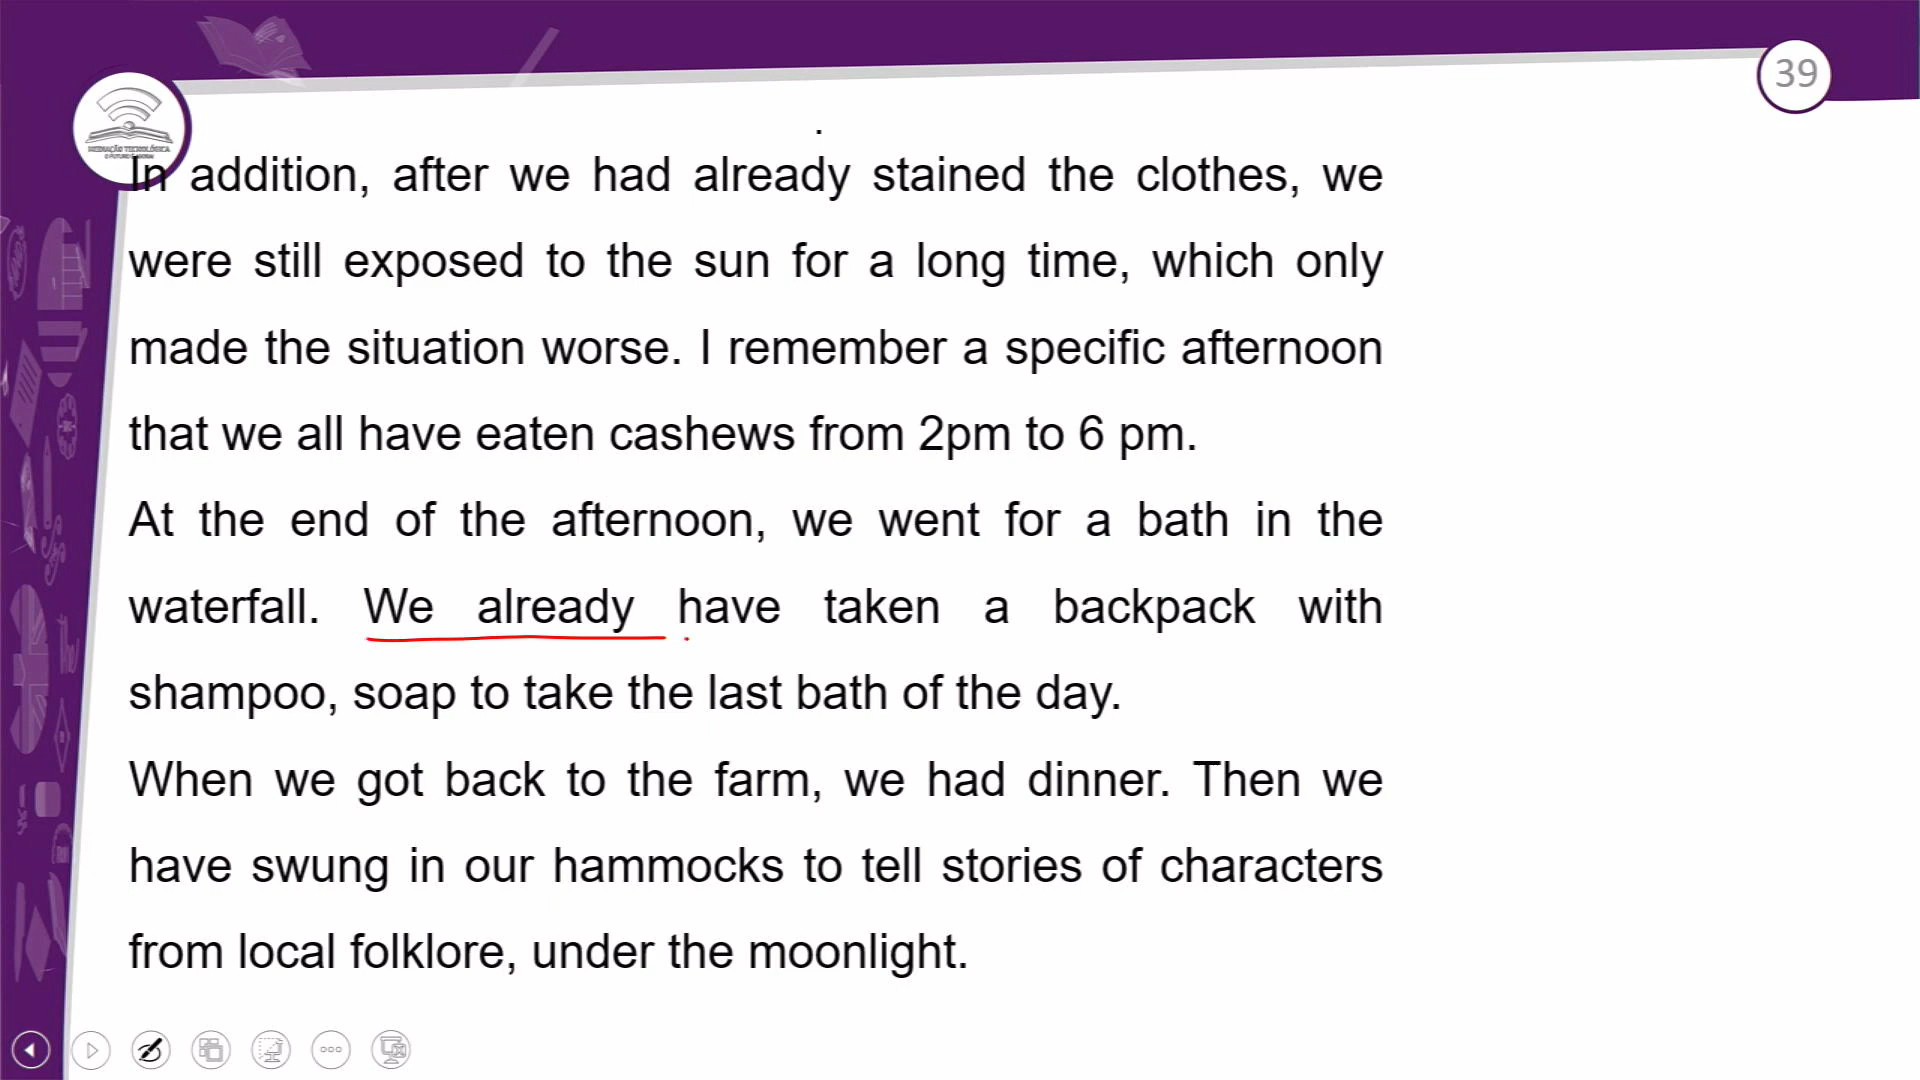 39
MEDIAÇÃO TECNOLÓGICA
O FUTURO É AGORA!
In addition, after we had already stained the clothes, we
were still exposed to the sun for a long time, which only
made the situation worse. I remember a specific afternoon
that we all have eaten cashews from 2pm to 6 pm.
At the end of the afternoon, we went for a bath in the
waterfall. We already have taken a backpack with
shampoo, soap to take the last bath of the day.
When we got back to the farm, we had dinner. Then we
have swung in our hammocks to tell stories of characters
from local folklore, under the moonlight.